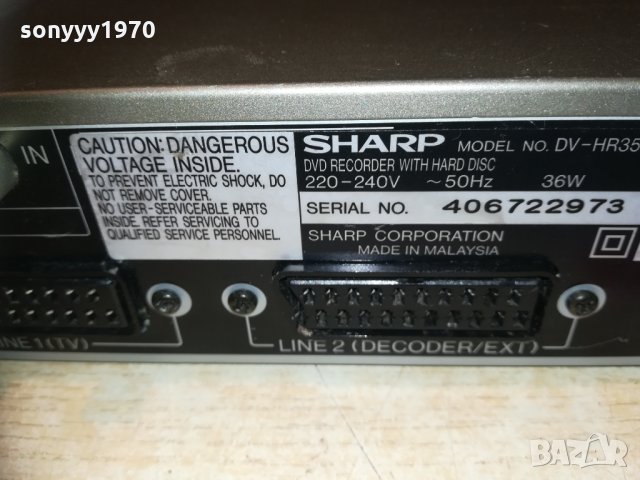 sonyyy1970
IN
CAUTION: DANGEROUS
VOLTAGE INSIDE.
TO PREVENT ELECTRIC SHOCK, DO
NOT REMOVE COVER.
NO USER-SERVICEABLE PARTS
INSIDE. REFER SERVICING TO
QUALIFIED SERVICE PERSONNEL.
SHARP MODEL NO. DV-HR35
DVD RECORDER WITH HARD DISC
220-240V ~50Hz 36W
SERIAL NO. 406722973
SHARP CORPORATION
MADE IN MALAYSIA
LINE 1 (TV)
LINE 2 (DECODER/EXT)
BAZAR